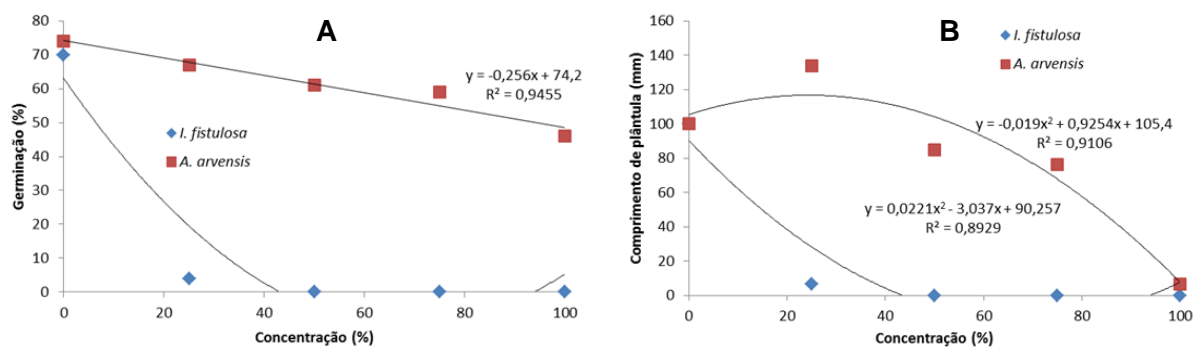 A
Germinação (%)
80
70
60
50
40
30
20
10
0
y = -0,256x + 74,2
R² = 0,9455
I. fistulosa
A. arvensis
0 20 40 60 80 100
Concentração (%)
B
Comprimento de plântula (mm)
160
140
120
100
80
60
40
20
0
I. fistulosa
A. arvensis
y = -0,019x² + 0,9254x + 105,4
R² = 0,9106
y = 0,0221x² - 3,037x + 90,257
R² = 0,8929
0 20 40 60 80 100
Concentração (%)